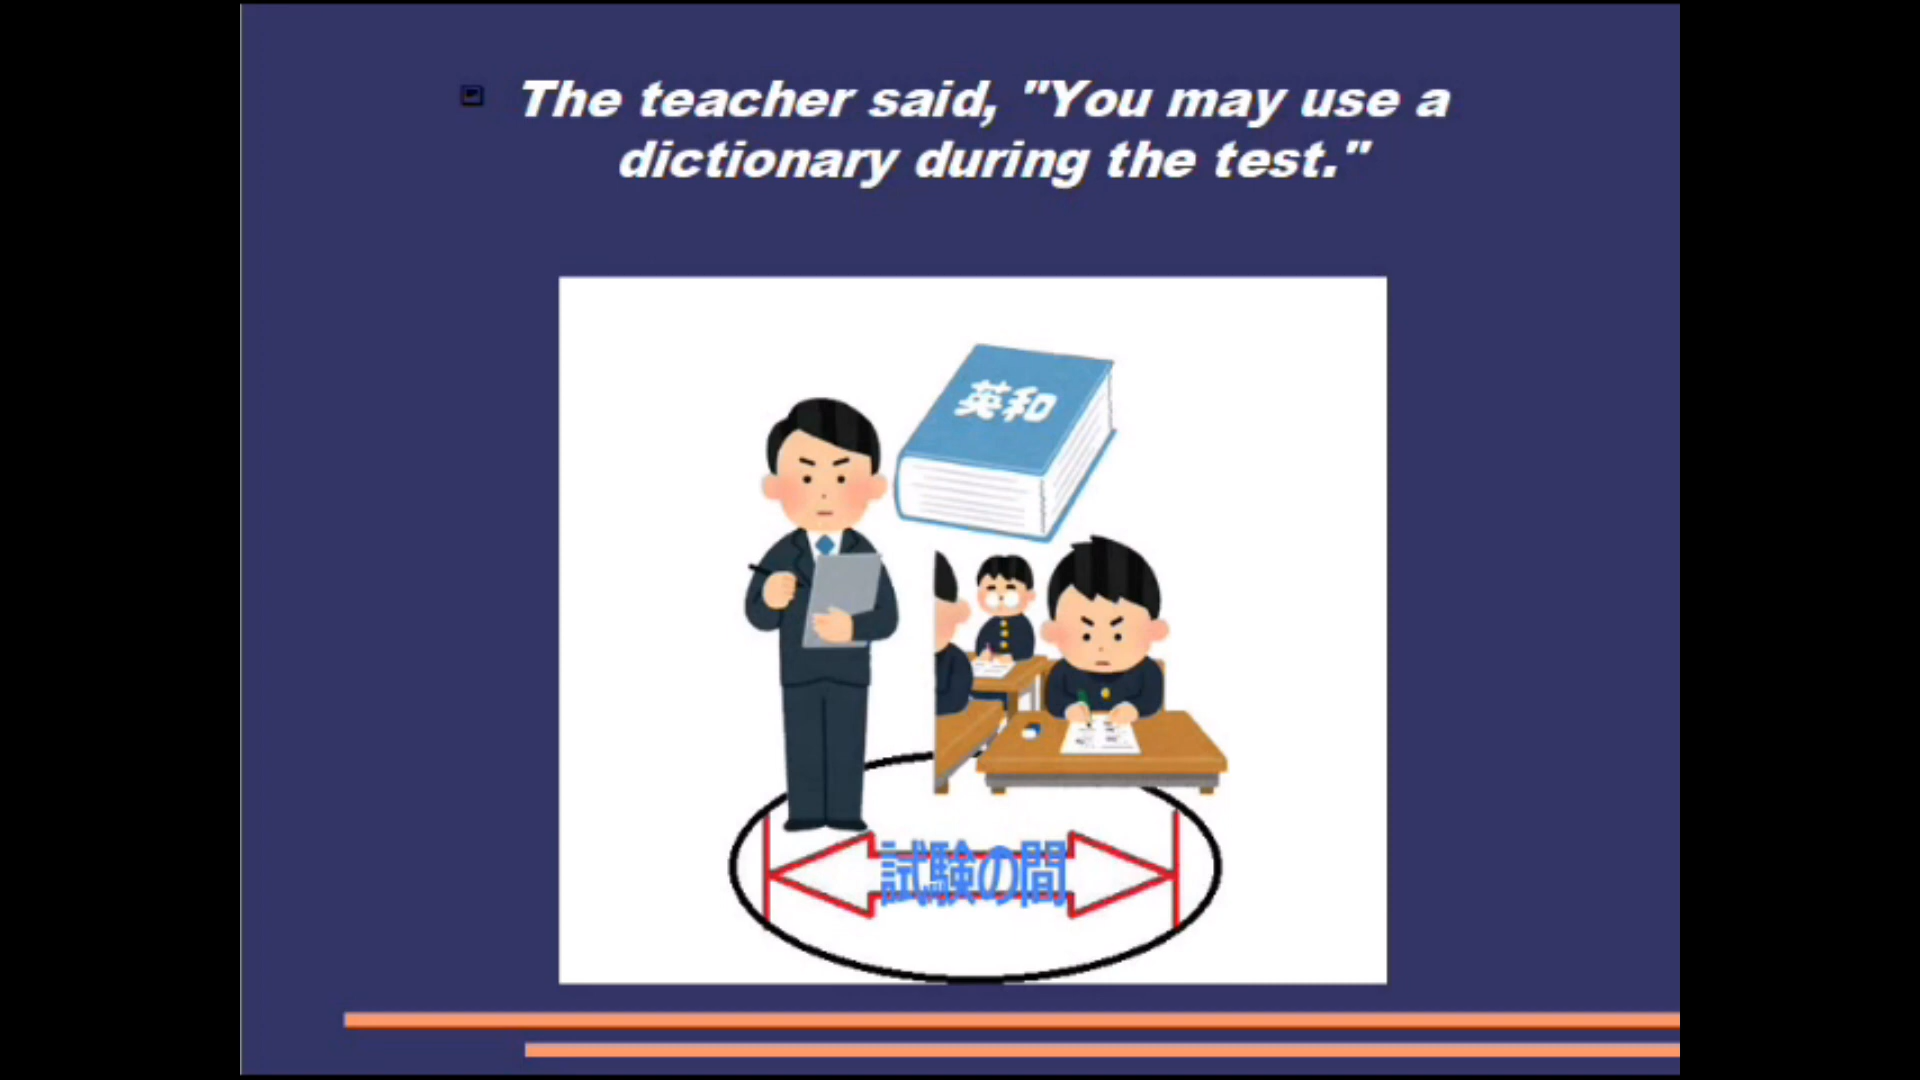 The teacher said, "You may use a
dictionary during the test."
英和
試験の間